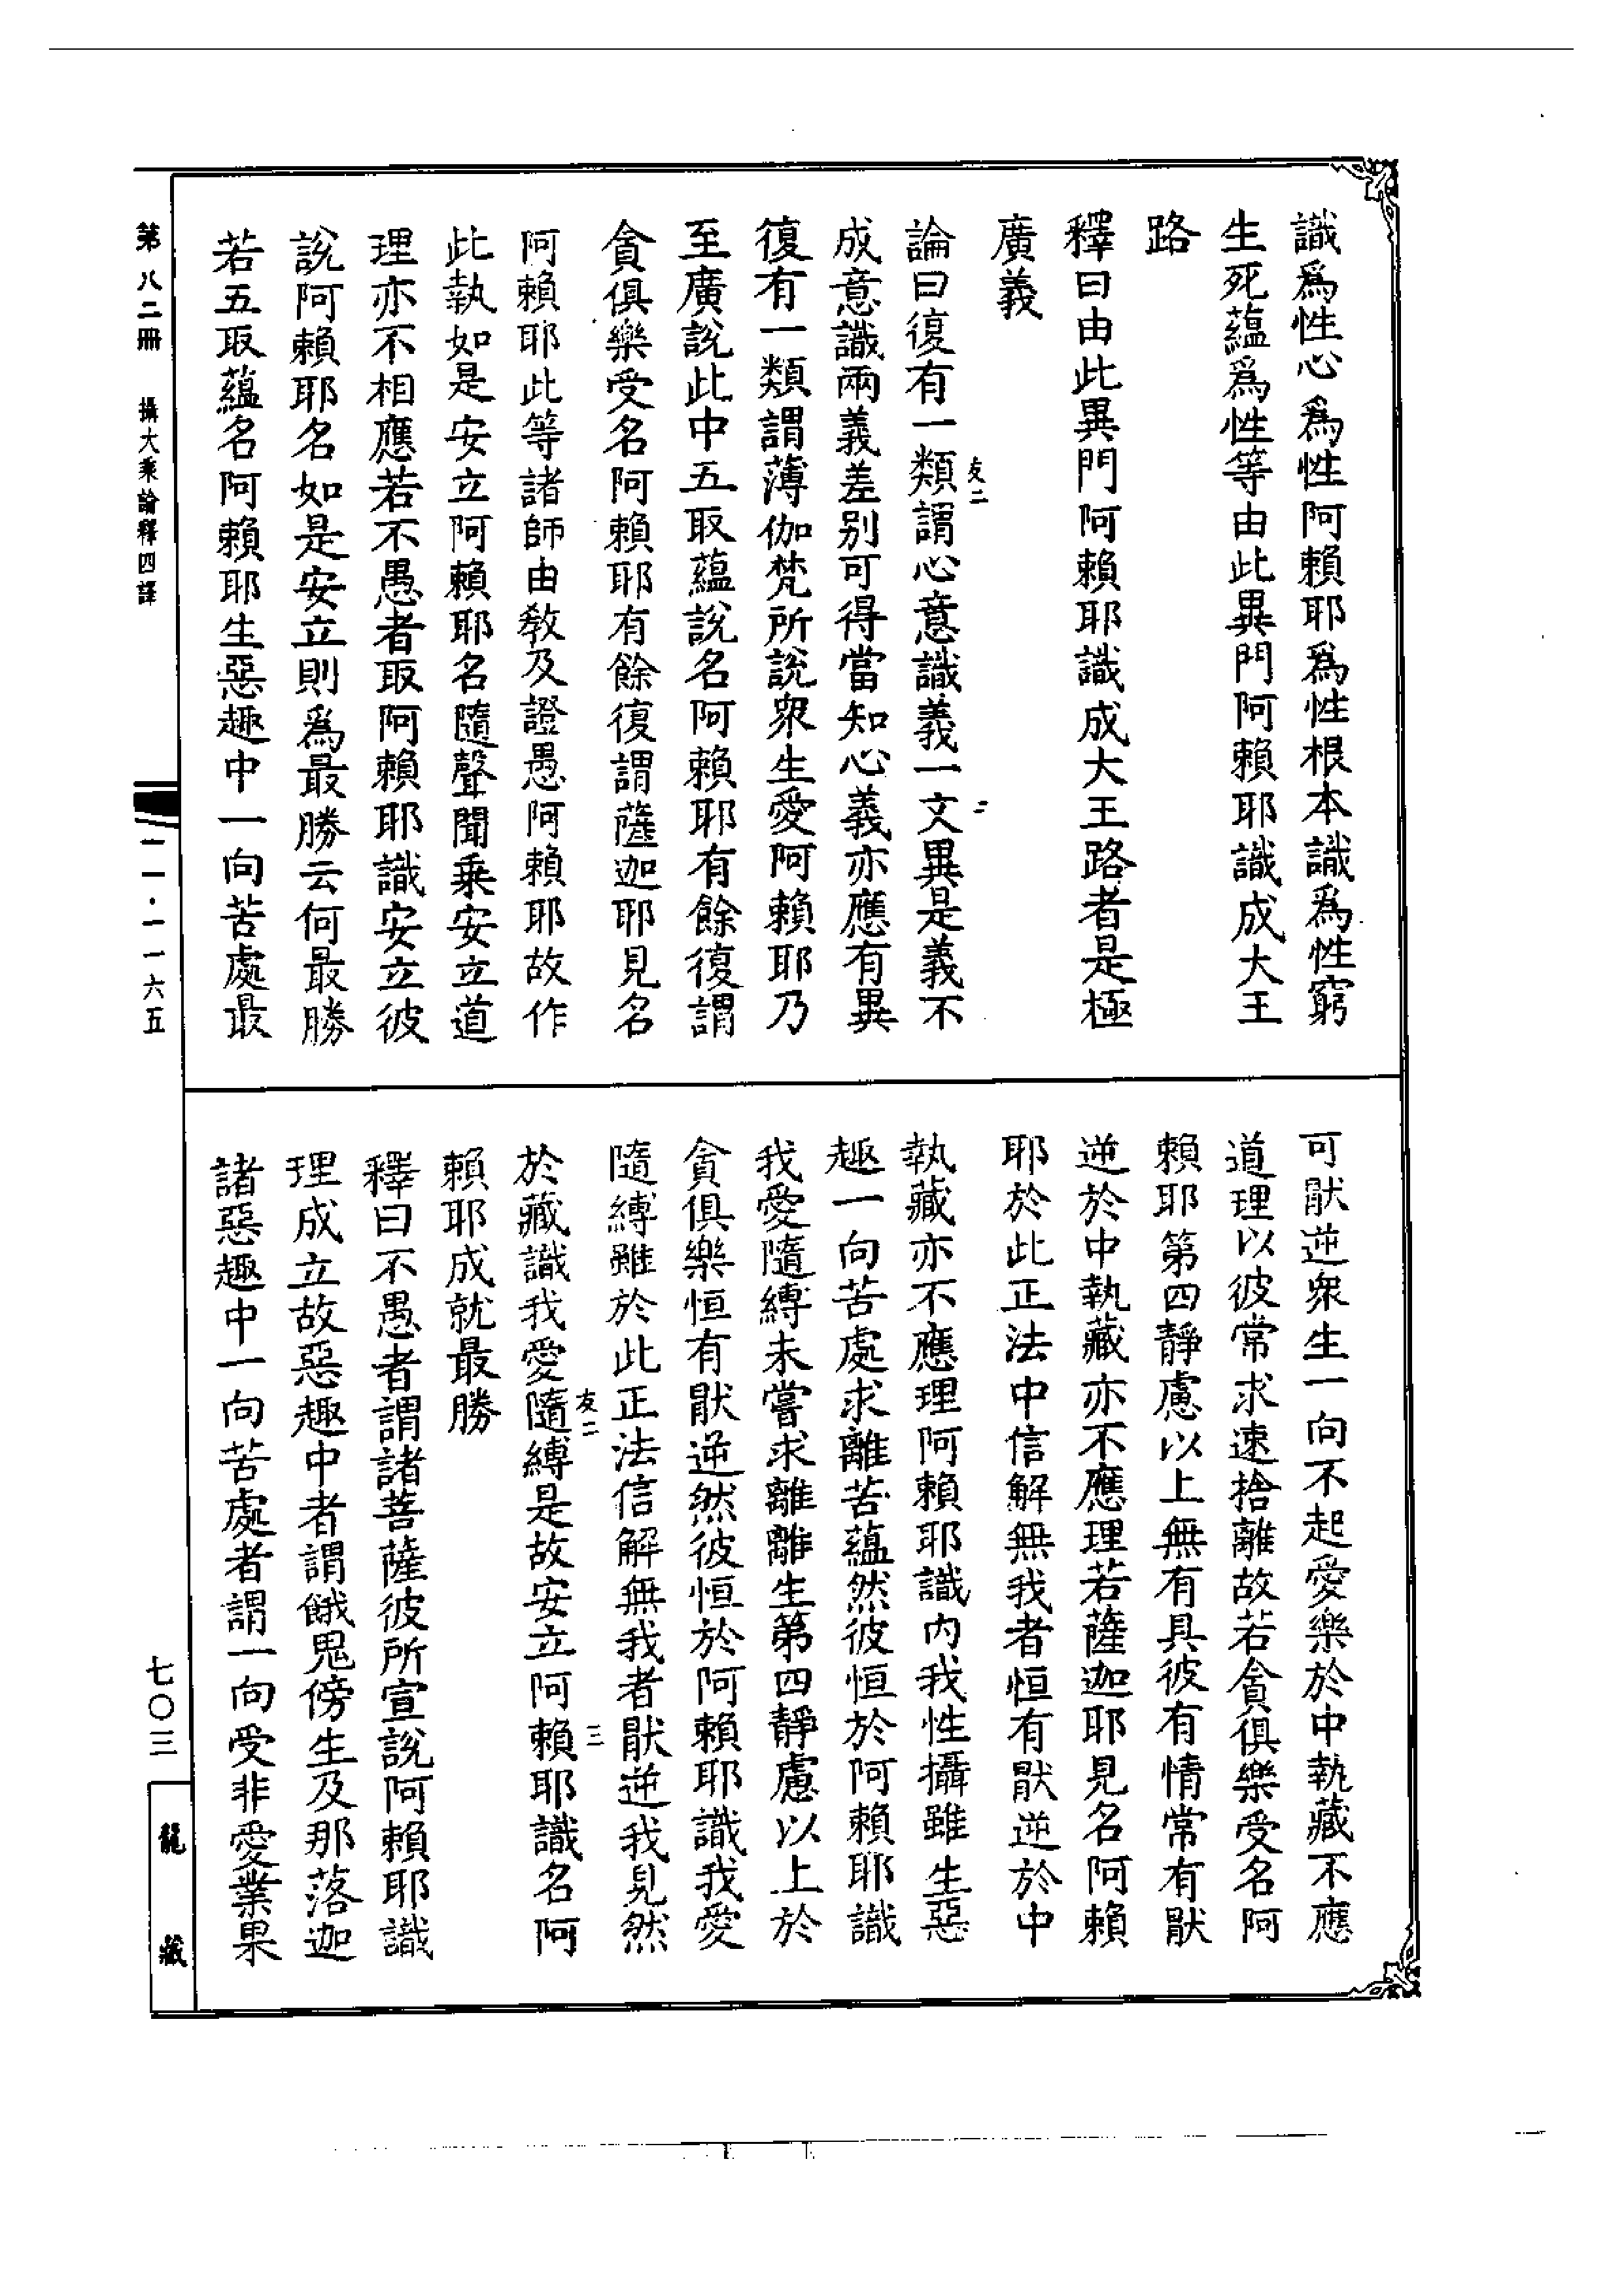 識爲性心爲性阿賴耶爲性根本識爲性窮
生死蘊爲性等由此異門阿賴耶識成大王
路
釋曰由此異門阿賴耶識成大王路者是極
廣義
友二
二
論曰復有一類謂心意識義一文異是義不
成意識兩義差别可得當知心義亦應有異
復有一類謂薄伽梵所說衆生愛阿賴耶乃
至廣說此中五取蘊說名阿賴耶有餘復謂
貪俱樂受名阿賴耶有餘復謂薩迦耶見名
阿賴耶此等諸師由敎及證愚阿賴耶故作
此執如是安立阿賴耶名隨聲聞乗安立道
理亦不相應若不愚者取阿賴耶識安立彼
說阿賴耶名如是安立則爲最勝云何最勝
若五取蘊名阿賴耶生惡趣中一向苦處最
可猒逆衆生一向不起愛樂於中執藏不應
道理以彼常求速捨離故若貪俱樂受名阿
賴耶第四靜慮以上無有具彼有情常有猒
逆於中執藏亦不應理若薩迦耶見名阿賴
耶於此正法中信解無我者恒有猒逆於中
執藏亦不應理阿賴耶識内我性攝雖生惡
趣一向苦處求離苦蘊然彼恒於阿賴耶識
我愛隨縛未嘗求離離生第四靜慮以上於
貪俱樂恒有猒逆然彼恒於阿賴耶識我愛
隨縛雖於此正法信解無我者猒逆我見然
友二
三
於藏識我愛隨縛是故安立阿賴耶識名阿
賴耶成就最勝
釋曰不愚者謂諸菩薩彼所宣說阿賴耶識
理成立故惡趣中者謂餓鬼傍生及那落迦
諸惡趣中一向苦處者謂一向受非愛業果
第八二冊
攝大乗論釋四譯
二一·一一六五
七〇三
龍藏